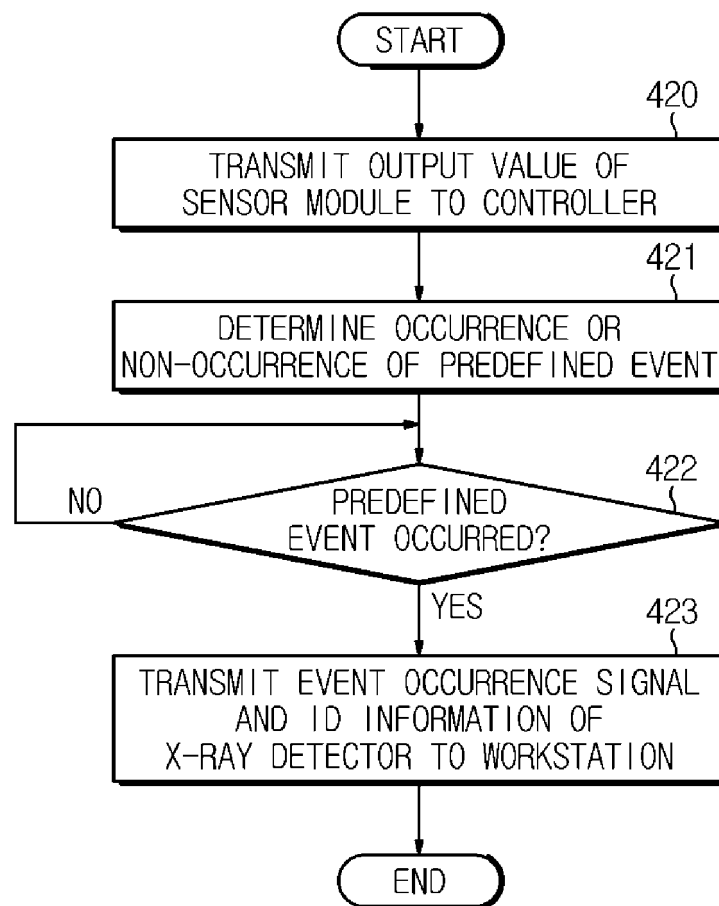 START
420
TRANSMIT OUTPUT VALUE OF
SENSOR MODULE TO CONTROLLER
421
DETERMINE OCCURRENCE OR
NON-OCCURRENCE OF PREDEFINED EVENT
422
PREDEFINED
EVENT OCCURRED?
NO
YES
423
TRANSMIT EVENT OCCURRENCE SIGNAL
AND ID INFORMATION OF
X-RAY DETECTOR TO WORKSTATION
END